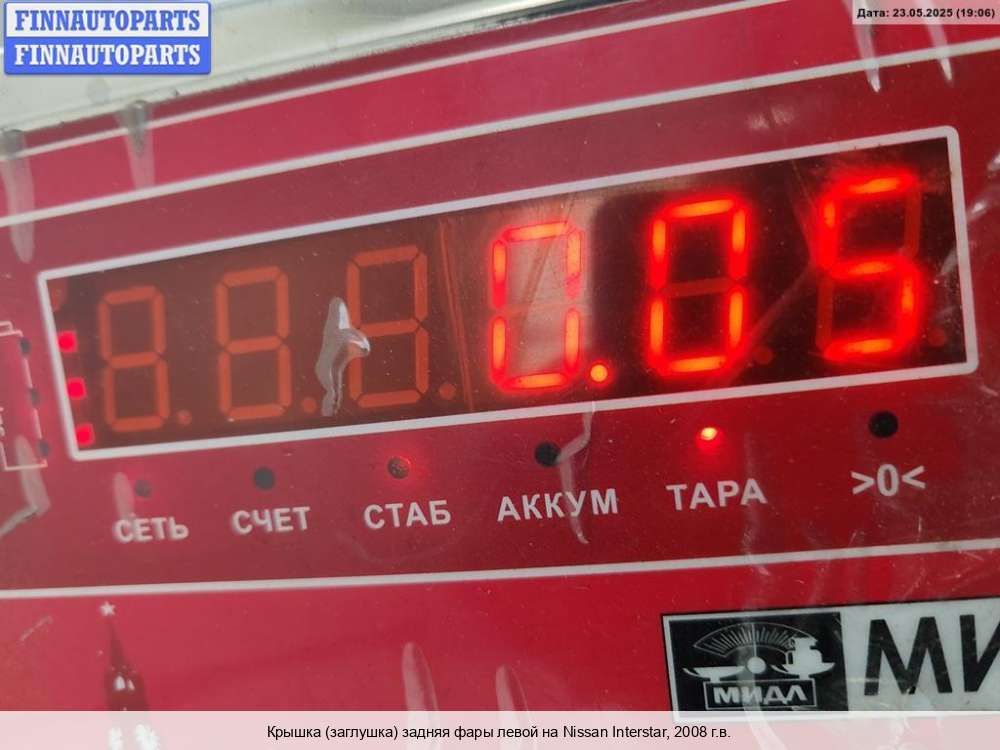 FINNAUTOPARTS
FINNAUTOPARTS
Дата: 23.05.2025 (19:06)
0.05
СЕТЬ СЧЕТ СТАБ АККУМ ТАРА >0<
МИДЛ
Крышка (заглушка) задняя фары левой на Nissan Interstar, 2008 г.в.